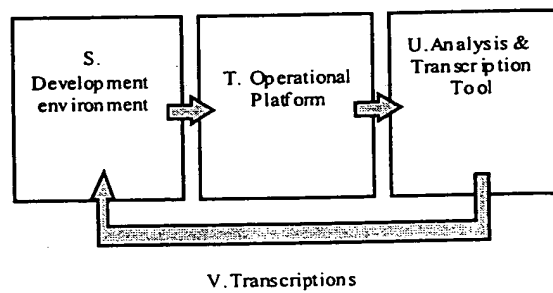 S.
Development
environment
T. Operational
Platform
U. Analysis &
Transcription
Tool
V. Transcriptions